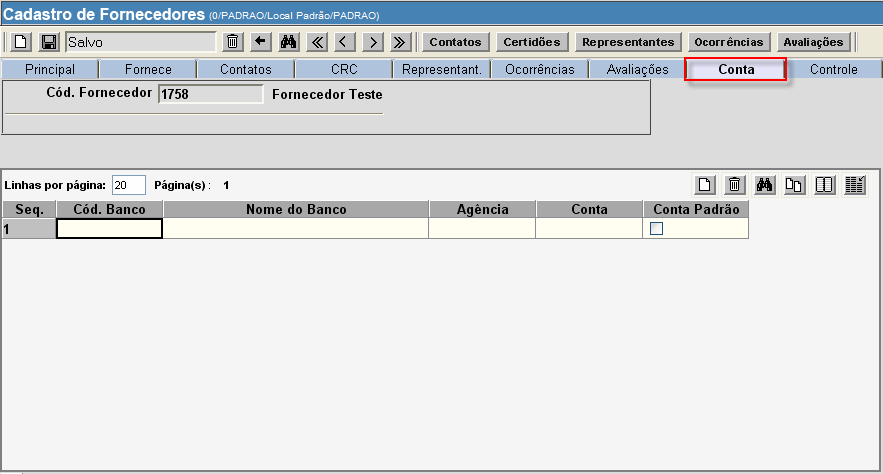 Cadastro de Fornecedores (0/PADRAO/Local Padrão/PADRAO)
Salvo Contatos Certidões Representantes Ocorrências Avaliações
Principal Fornece Contatos CRC Representant. Ocorrências Avaliações Conta Controle
Cód. Fornecedor 1758 Fornecedor Teste
Linhas por página: 20 Página(s) : 1
Seq. Cód. Banco Nome do Banco Agência Conta Conta Padrão
1